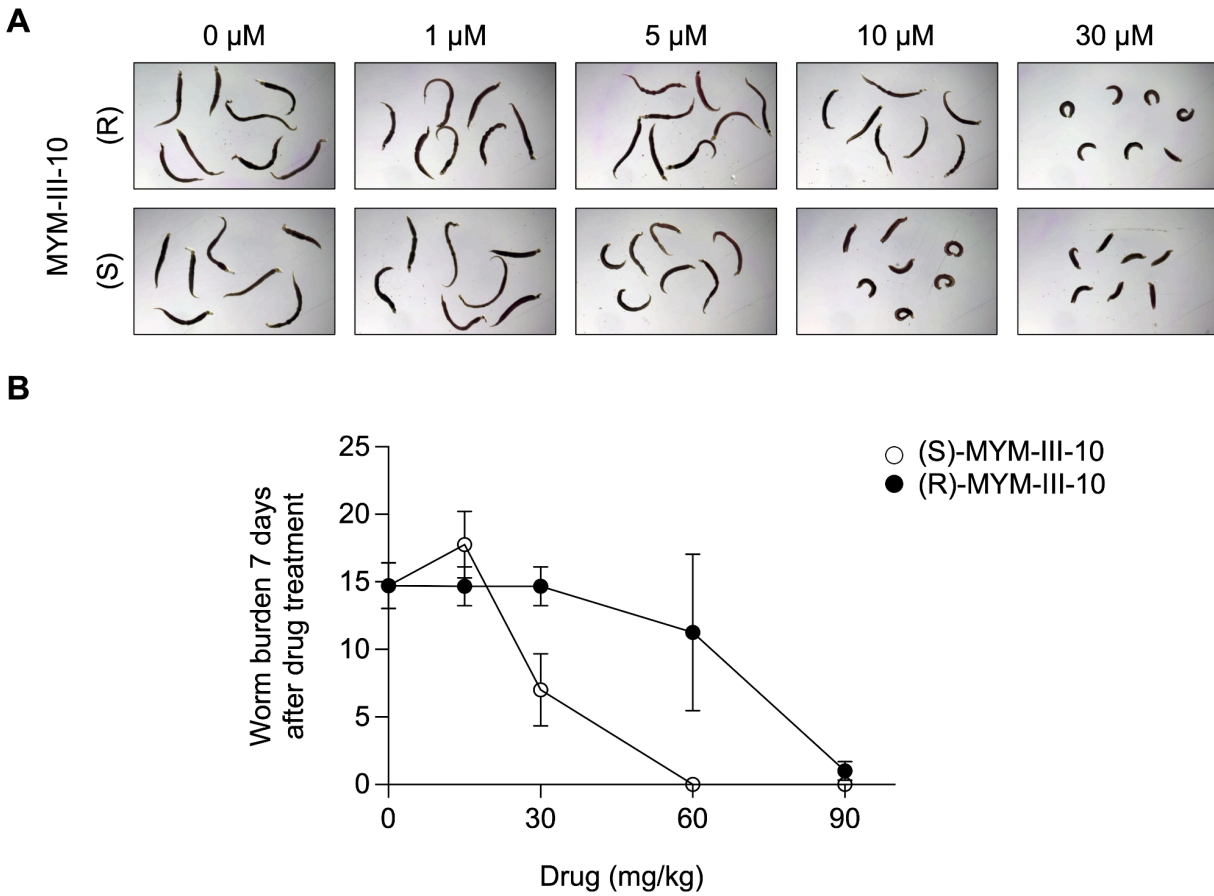 A
0 µM 1 µM 5 µM 10 µM 30 µM
MYM-III-10
(R)
(S)
B
(S)-MYM-III-10
(R)-MYM-III-10
Worm burden 7 days
after drug treatment
25
20
15
10
5
0
0 30 60 90
Drug (mg/kg)